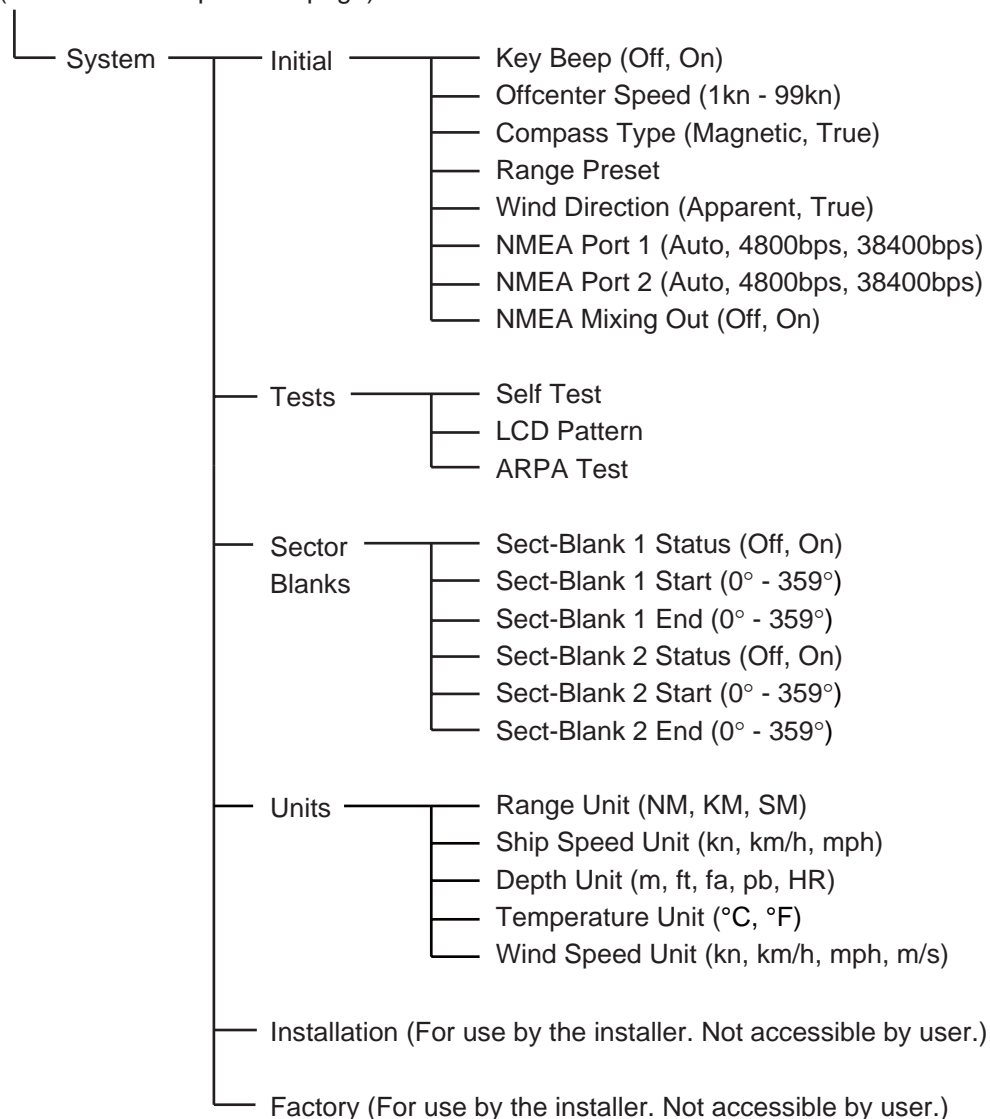 System
Initial
Key Beep (Off, On)
Offcenter Speed (1kn - 99kn)
Compass Type (Magnetic, True)
Range Preset
Wind Direction (Apparent, True)
NMEA Port 1 (Auto, 4800bps, 38400bps)
NMEA Port 2 (Auto, 4800bps, 38400bps)
NMEA Mixing Out (Off, On)
Tests
Self Test
LCD Pattern
ARPA Test
Sector
Blanks
Sect-Blank 1 Status (Off, On)
Sect-Blank 1 Start (0° - 359°)
Sect-Blank 1 End (0° - 359°)
Sect-Blank 2 Status (Off, On)
Sect-Blank 2 Start (0° - 359°)
Sect-Blank 2 End (0° - 359°)
Units
Range Unit (NM, KM, SM)
Ship Speed Unit (kn, km/h, mph)
Depth Unit (m, ft, fa, pb, HR)
Temperature Unit (°C, °F)
Wind Speed Unit (kn, km/h, mph, m/s)
Installation (For use by the installer. Not accessible by user.)
Factory (For use by the installer. Not accessible by user.)